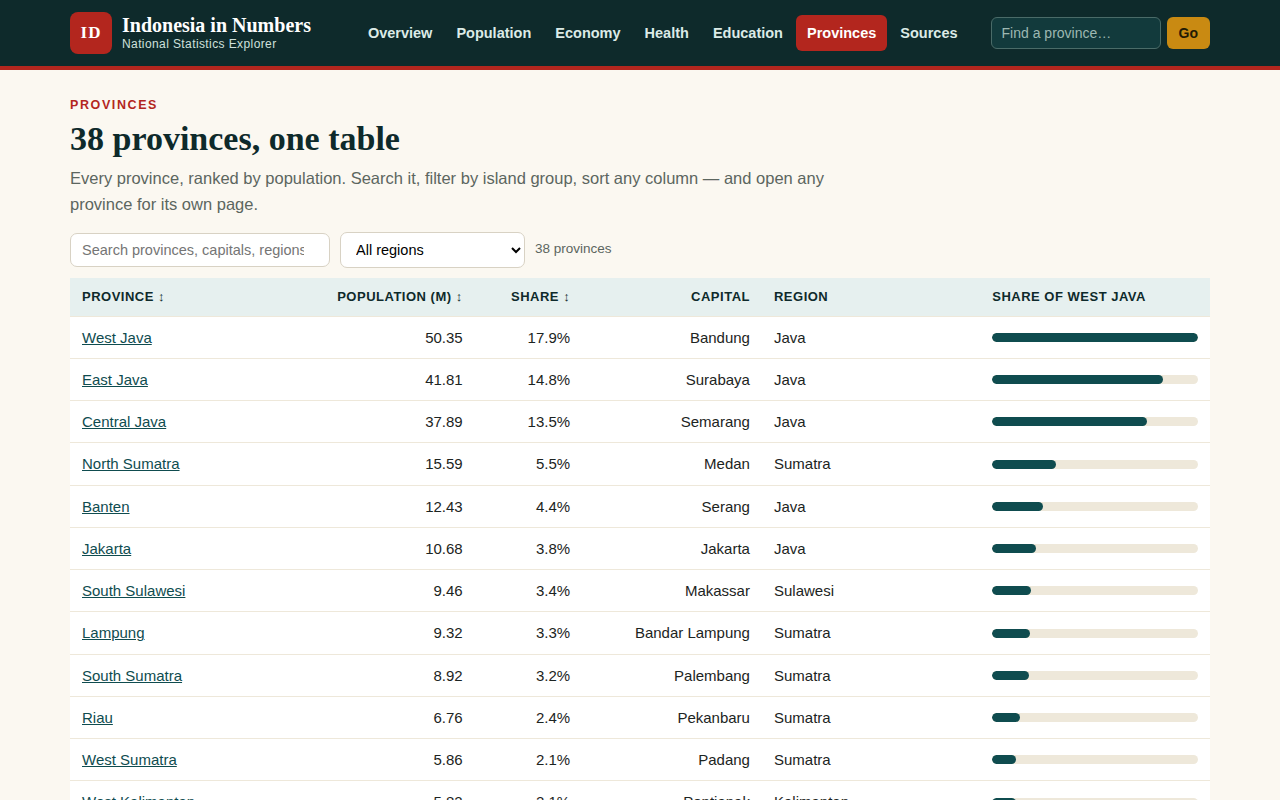 ID
Indonesia in Numbers
National Statistics Explorer
Overview Population Economy Health Education Provinces Sources
Find a province…
Go
PROVINCES
38 provinces, one table
Every province, ranked by population. Search it, filter by island group, sort any column — and open any
province for its own page.
Search provinces, capitals, regions
All regions
38 provinces
PROVINCE ↕ POPULATION (M) ↕ SHARE ↕ CAPITAL REGION SHARE OF WEST JAVA
West Java 50.35 17.9% Bandung Java
East Java 41.81 14.8% Surabaya Java
Central Java 37.89 13.5% Semarang Java
North Sumatra 15.59 5.5% Medan Sumatra
Banten 12.43 4.4% Serang Java
Jakarta 10.68 3.8% Jakarta Java
South Sulawesi 9.46 3.4% Makassar Sulawesi
Lampung 9.32 3.3% Bandar Lampung Sumatra
South Sumatra 8.92 3.2% Palembang Sumatra
Riau 6.76 2.4% Pekanbaru Sumatra
West Sumatra 5.86 2.1% Padang Sumatra
West Kalimantan 2.1% Pontianak Kalimantan